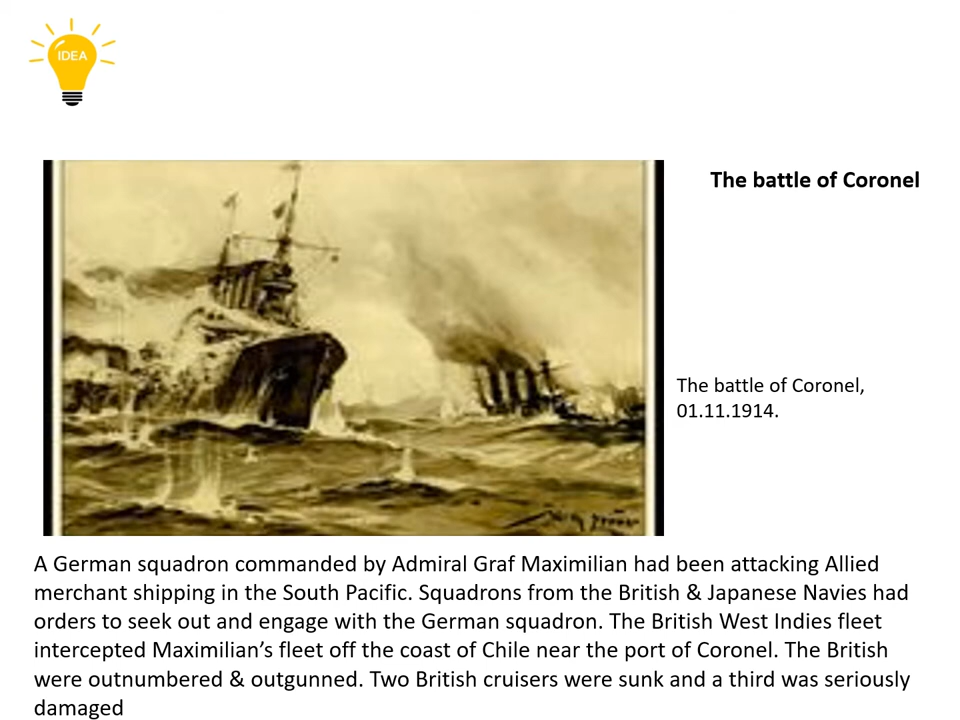 IDEA
The battle of Coronel
The battle of Coronel,
01.11.1914.
A German squadron commanded by Admiral Graf Maximilian had been attacking Allied
merchant shipping in the South Pacific. Squadrons from the British & Japanese Navies had
orders to seek out and engage with the German squadron. The British West Indies fleet
intercepted Maximilian’s fleet off the coast of Chile near the port of Coronel. The British
were outnumbered & outgunned. Two British cruisers were sunk and a third was seriously
damaged